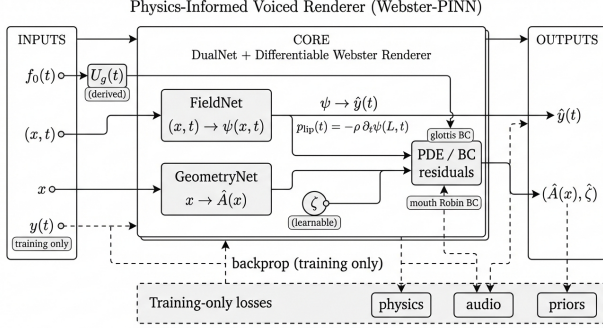 Physics-Informed Voiced Renderer (Webster-PINN)
INPUTS
CORE
OUTPUTS
DualNet + Differentiable Webster Renderer
f₀(t)
U_g(t)
(derived)
FieldNet
(x, t) → ψ(x, t)
ψ → ŷ(t)
p_lip(t) = −ρ ∂ₜψ(L, t)
glottis BC
ŷ(t)
(x, t)
PDE / BC
residuals
GeometryNet
x → Â(x)
x
ζ
(learnable)
mouth Robin BC
(Â(x), ζ̂)
y(t)
training only
backprop (training only)
Training-only losses
physics
audio
priors